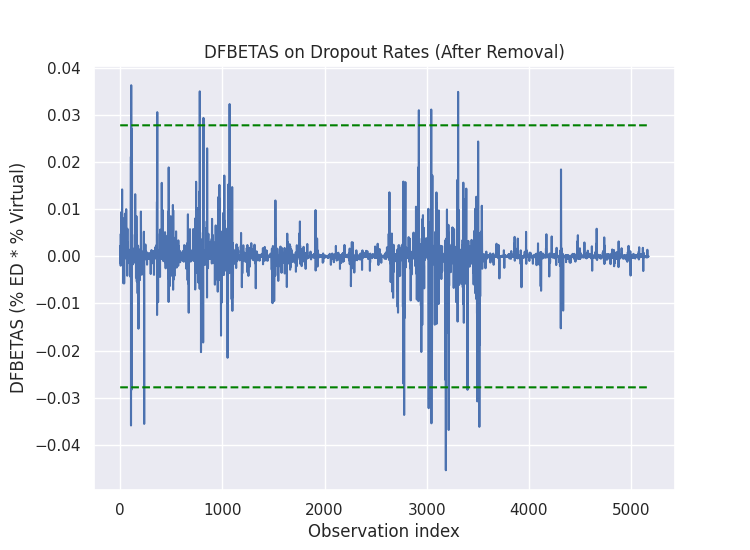 DFBETAS on Dropout Rates (After Removal)
DFBETAS (% ED * % Virtual)
0.04
0.03
0.02
0.01
0.00
−0.01
−0.02
−0.03
−0.04
0 1000 2000 3000 4000 5000
Observation index